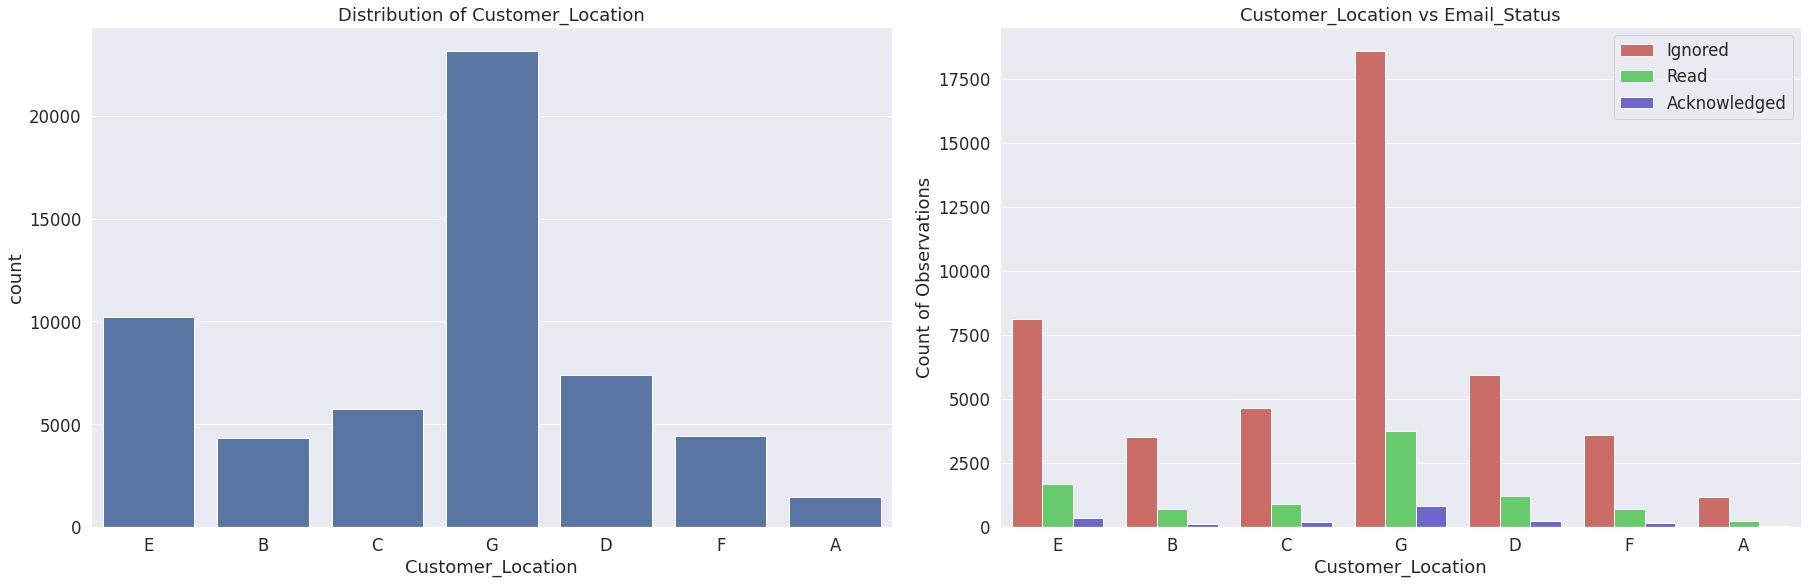 Distribution of Customer_Location
count
20000
15000
10000
5000
0
E B C G D F A
Customer_Location
Customer_Location vs Email_Status
Ignored
Read
Acknowledged
Count of Observations
17500
15000
12500
10000
7500
5000
2500
0
E B C G D F A
Customer_Location